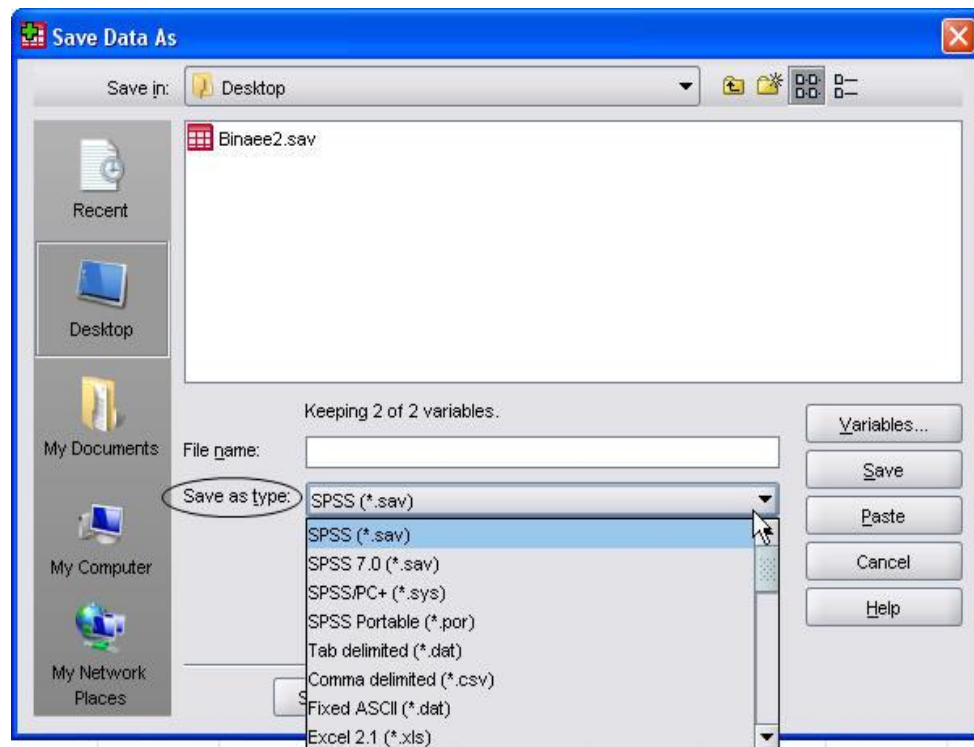 Save Data As
Save in:
Desktop
Binaee2.sav
Recent
Desktop
My Documents
My Computer
My Network
Places
Keeping 2 of 2 variables.
File name:
Save as type:
SPSS (*.sav)
SPSS (*.sav)
SPSS 7.0 (*.sav)
SPSS/PC+ (*.sys)
SPSS Portable (*.por)
Tab delimited (*.dat)
Comma delimited (*.csv)
Fixed ASCII (*.dat)
Excel 2.1 (*.xls)
Variables...
Save
Paste
Cancel
Help